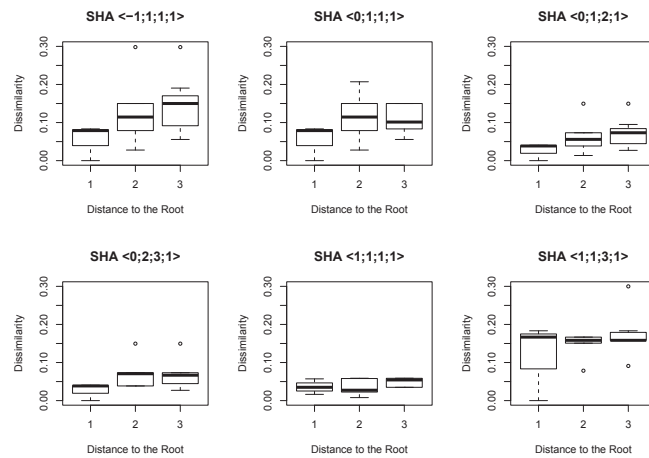 SHA <−1;1;1;1>
Dissimilarity
0.00 0.10 0.20 0.30
1 2 3
Distance to the Root
SHA <0;1;1;1>
Dissimilarity
0.00 0.10 0.20 0.30
1 2 3
Distance to the Root
SHA <0;1;2;1>
Dissimilarity
0.00 0.10 0.20 0.30
1 2 3
Distance to the Root
SHA <0;2;3;1>
Dissimilarity
0.00 0.10 0.20 0.30
1 2 3
Distance to the Root
SHA <1;1;1;1>
Dissimilarity
0.00 0.10 0.20 0.30
1 2 3
Distance to the Root
SHA <1;1;3;1>
Dissimilarity
0.00 0.10 0.20 0.30
1 2 3
Distance to the Root